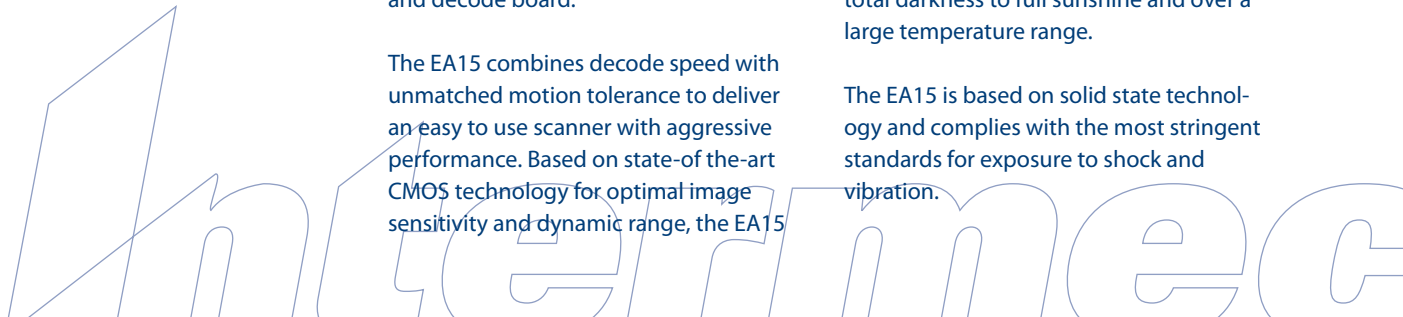 and decode board.
The EA15 combines decode speed with
unmatched motion tolerance to deliver
an easy to use scanner with aggressive
performance. Based on state-of the-art
CMOS technology for optimal image
sensitivity and dynamic range, the EA15
total darkness to full sunshine and over a
large temperature range.
The EA15 is based on solid state technol-
ogy and complies with the most stringent
standards for exposure to shock and
vibration.
Intermec